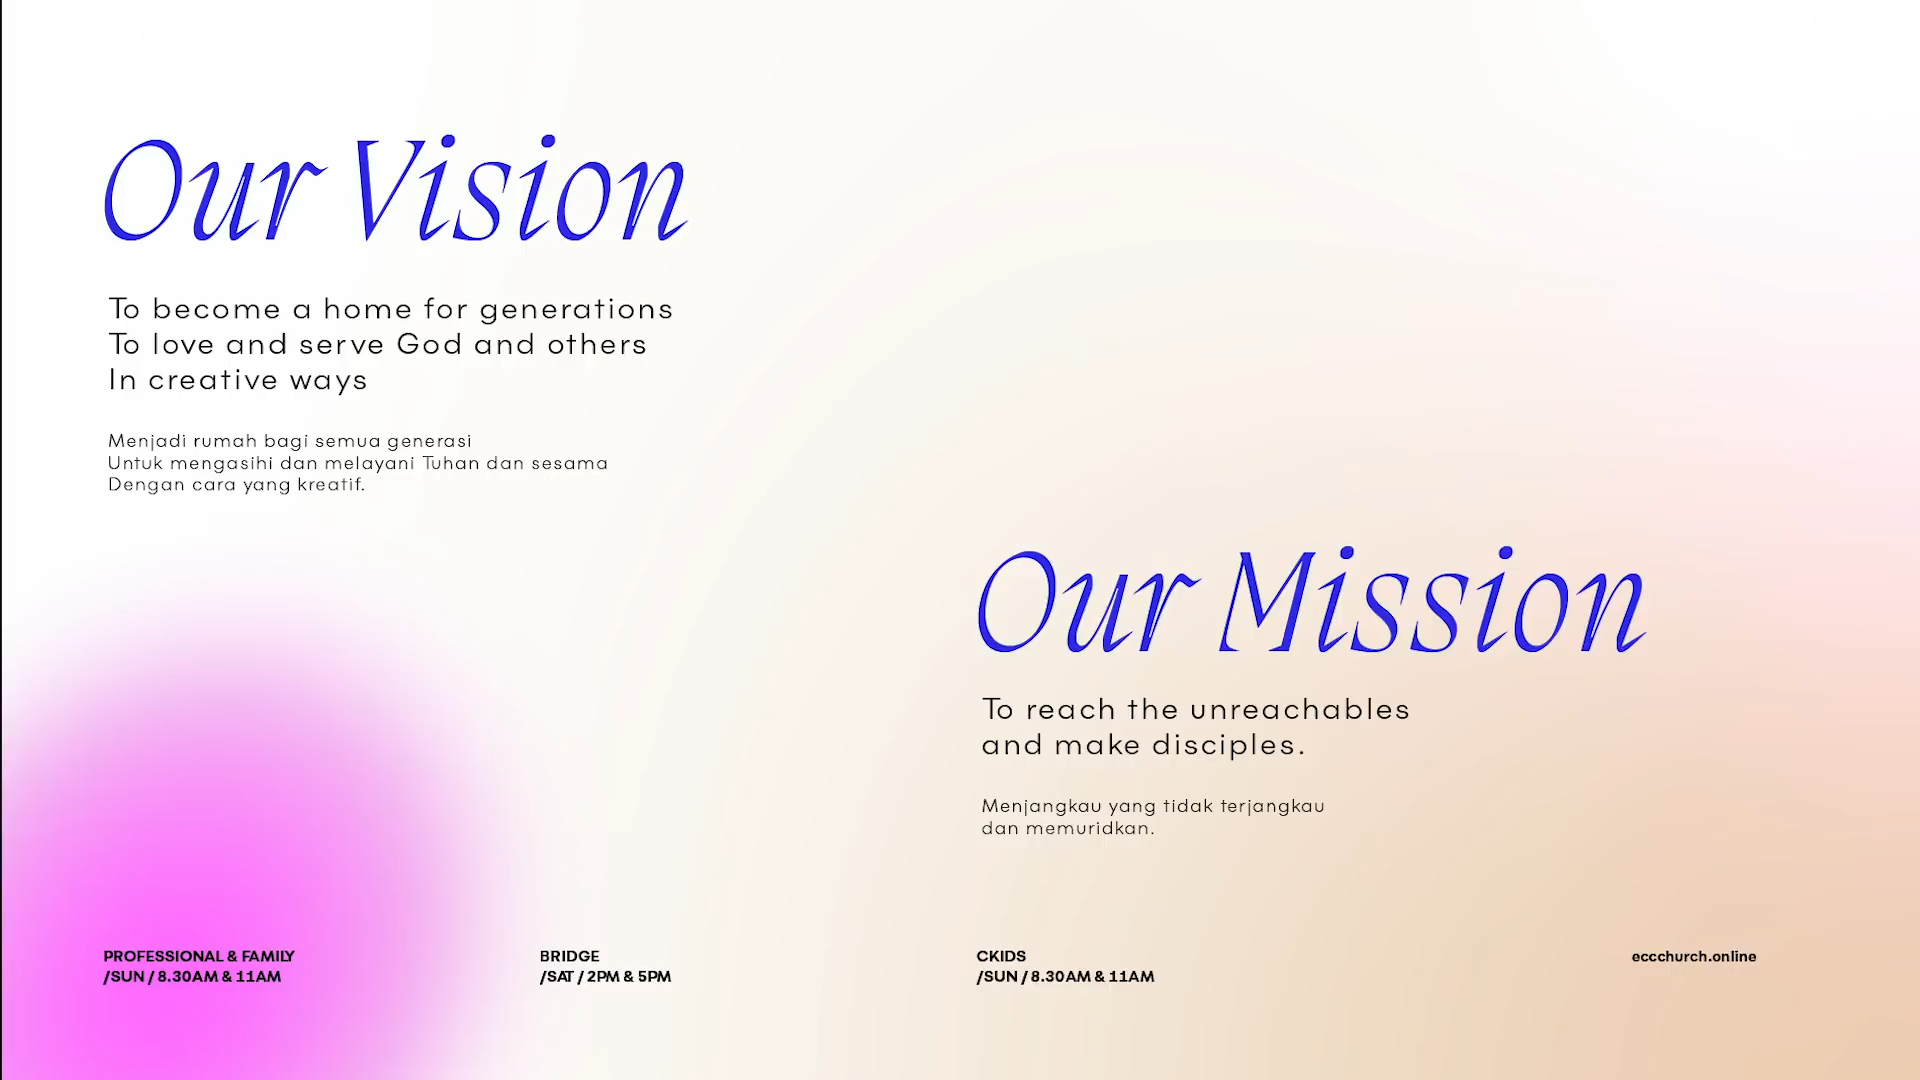 Our Vision
To become a home for generations
To love and serve God and others
In creative ways
Menjadi rumah bagi semua generasi
Untuk mengasihi dan melayani Tuhan dan sesama
Dengan cara yang kreatif.
Our Mission
To reach the unreachables
and make disciples.
Menjangkau yang tidak terjangkau
dan memuridkan.
PROFESSIONAL & FAMILY
/SUN / 8.30AM & 11AM
BRIDGE
/SAT / 2PM & 5PM
CKIDS
/SUN / 8.30AM & 11AM
eccchurch.online